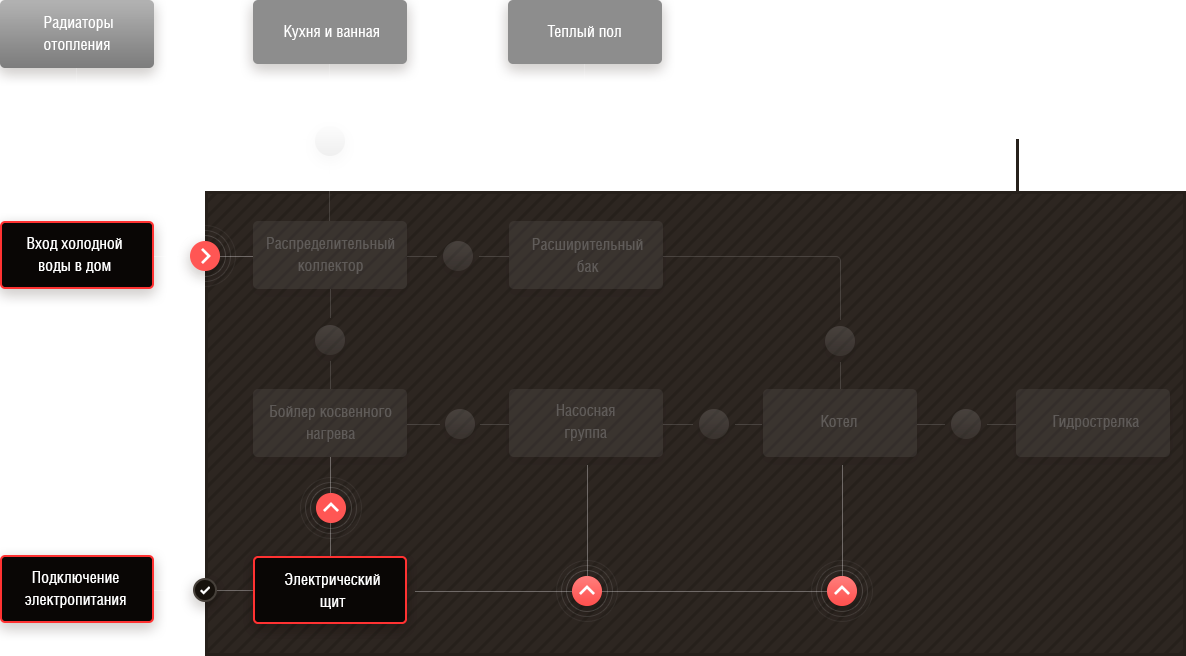 Радиаторы
отопления
Кухня и ванная
Теплый пол
Вход холодной
воды в дом
Распределительный
коллектор
Расширительный
бак
Бойлер косвенного
нагрева
Насосная
группа
Котел
Гидрострелка
Подключение
электропитания
Электрический
щит